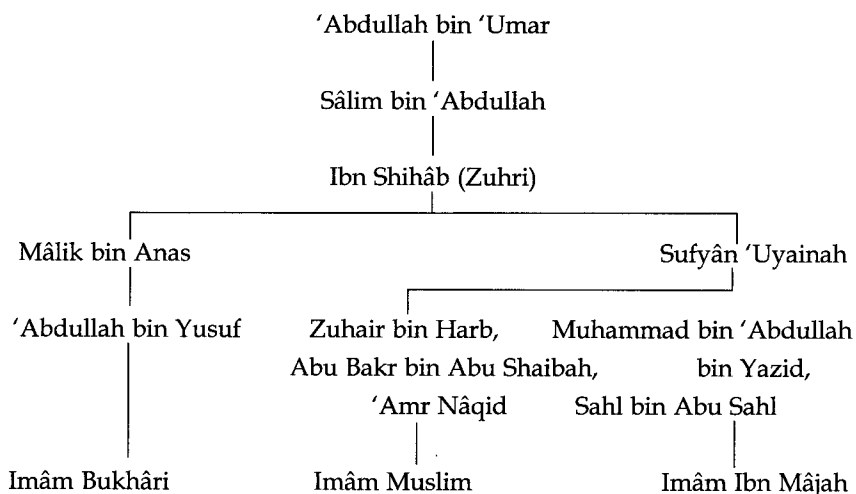 ‘Abdullah bin ‘Umar
Sâlim bin ‘Abdullah
Ibn Shihâb (Zuhri)
Mâlik bin Anas
Sufyân ‘Uyainah
‘Abdullah bin Yusuf
Zuhair bin Harb,
Abu Bakr bin Abu Shaibah,
‘Amr Nâqid
Muhammad bin ‘Abdullah
bin Yazid,
Sahl bin Abu Sahl
Imâm Bukhâri
Imâm Muslim
Imâm Ibn Mâjah